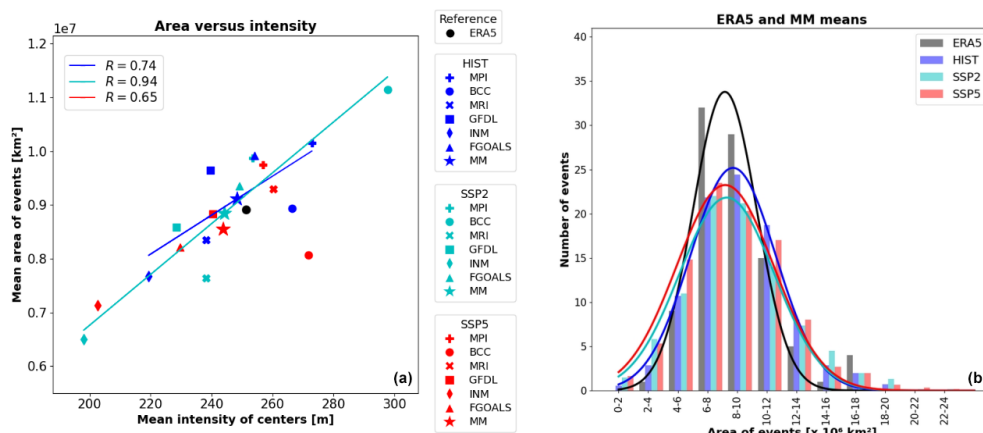 Area versus intensity
1e7
1.2
1.1
1.0
0.9
0.8
0.7
0.6
Mean area of events [km²]
200
220
240
260
280
300
Mean intensity of centers [m]
R = 0.74
R = 0.94
R = 0.65
(a)
Reference
ERA5
HIST
MPI
BCC
MRI
GFDL
INM
FGOALS
MM
SSP2
MPI
BCC
MRI
GFDL
INM
FGOALS
MM
SSP5
MPI
BCC
MRI
GFDL
INM
FGOALS
MM
ERA5 and MM means
40
35
30
25
20
15
10
5
0
Number of events
ERA5
HIST
SSP2
SSP5
(b)
0-2
2-4
4-6
6-8
8-10
10-12
12-14
14-16
16-18
18-20
20-22
22-24
Area of events [x 10⁶ km²]